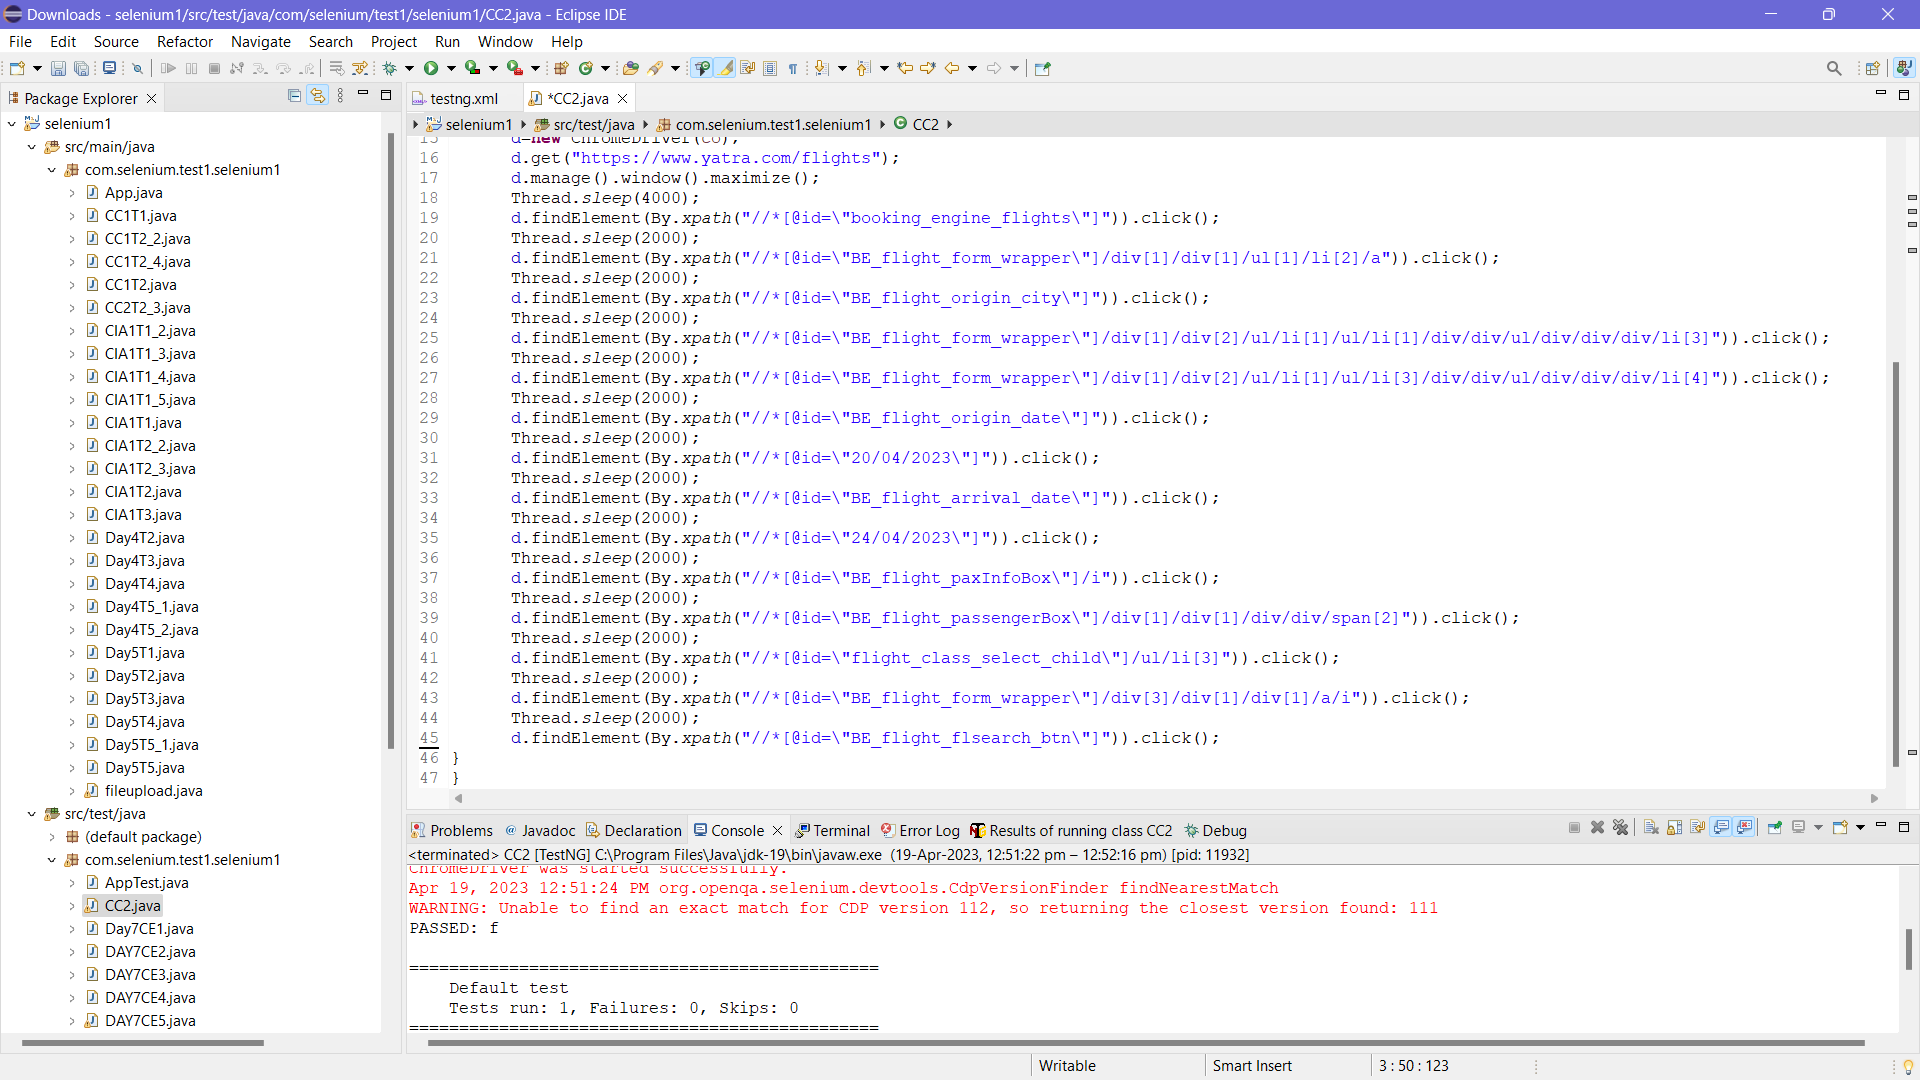 Downloads - selenium1/src/test/java/com/selenium/test1/selenium1/CC2.java - Eclipse IDE
File Edit Source Refactor Navigate Search Project Run Window Help
Package Explorer
selenium1
src/main/java
com.selenium.test1.selenium1
App.java
CC1T1.java
CC1T2_2.java
CC1T2_4.java
CC1T2.java
CC2T2_3.java
CIA1T1_2.java
CIA1T1_3.java
CIA1T1_4.java
CIA1T1_5.java
CIA1T1.java
CIA1T2_2.java
CIA1T2_3.java
CIA1T2.java
CIA1T3.java
Day4T2.java
Day4T3.java
Day4T4.java
Day4T5_1.java
Day4T5_2.java
Day5T1.java
Day5T2.java
Day5T3.java
Day5T4.java
Day5T5_1.java
Day5T5.java
fileupload.java
src/test/java
(default package)
com.selenium.test1.selenium1
AppTest.java
CC2.java
Day7CE1.java
DAY7CE2.java
DAY7CE3.java
DAY7CE4.java
DAY7CE5.java
testng.xml *CC2.java
selenium1 src/test/java com.selenium.test1.selenium1 CC2
15 d=new ChromeDriver(co);
16 d.get("https://www.yatra.com/flights");
17 d.manage().window().maximize();
18 Thread.sleep(4000);
19 d.findElement(By.xpath("//*[@id=\"booking_engine_flights\"]")).click();
20 Thread.sleep(2000);
21 d.findElement(By.xpath("//*[@id=\"BE_flight_form_wrapper\"]/div[1]/div[1]/ul[1]/li[2]/a")).click();
22 Thread.sleep(2000);
23 d.findElement(By.xpath("//*[@id=\"BE_flight_origin_city\"]")).click();
24 Thread.sleep(2000);
25 d.findElement(By.xpath("//*[@id=\"BE_flight_form_wrapper\"]/div[1]/div[2]/ul/li[1]/ul/li[1]/div/div/ul/div/div/div/li[3]")).click();
26 Thread.sleep(2000);
27 d.findElement(By.xpath("//*[@id=\"BE_flight_form_wrapper\"]/div[1]/div[2]/ul/li[1]/ul/li[3]/div/div/ul/div/div/div/li[4]")).click();
28 Thread.sleep(2000);
29 d.findElement(By.xpath("//*[@id=\"BE_flight_origin_date\"]")).click();
30 Thread.sleep(2000);
31 d.findElement(By.xpath("//*[@id=\"20/04/2023\"]")).click();
32 Thread.sleep(2000);
33 d.findElement(By.xpath("//*[@id=\"BE_flight_arrival_date\"]")).click();
34 Thread.sleep(2000);
35 d.findElement(By.xpath("//*[@id=\"24/04/2023\"]")).click();
36 Thread.sleep(2000);
37 d.findElement(By.xpath("//*[@id=\"BE_flight_paxInfoBox\"]/i")).click();
38 Thread.sleep(2000);
39 d.findElement(By.xpath("//*[@id=\"BE_flight_passengerBox\"]/div[1]/div[1]/div/div/span[2]")).click();
40 Thread.sleep(2000);
41 d.findElement(By.xpath("//*[@id=\"flight_class_select_child\"]/ul/li[3]")).click();
42 Thread.sleep(2000);
43 d.findElement(By.xpath("//*[@id=\"BE_flight_form_wrapper\"]/div[3]/div[1]/div[1]/a/i")).click();
44 Thread.sleep(2000);
45 d.findElement(By.xpath("//*[@id=\"BE_flight_flsearch_btn\"]")).click();
46 }
47 }
Problems Javadoc Declaration Console Terminal Error Log Results of running class CC2 Debug
<terminated> CC2 [TestNG] C:\Program Files\Java\jdk-19\bin\javaw.exe (19-Apr-2023, 12:51:22 pm – 12:52:16 pm) [pid: 11932]
ChromeDriver was started successfully.
Apr 19, 2023 12:51:24 PM org.openqa.selenium.devtools.CdpVersionFinder findNearestMatch
WARNING: Unable to find an exact match for CDP version 112, so returning the closest version found: 111
PASSED: f
===============================================
Default test
Tests run: 1, Failures: 0, Skips: 0
===============================================
Writable Smart Insert 3 : 50 : 123